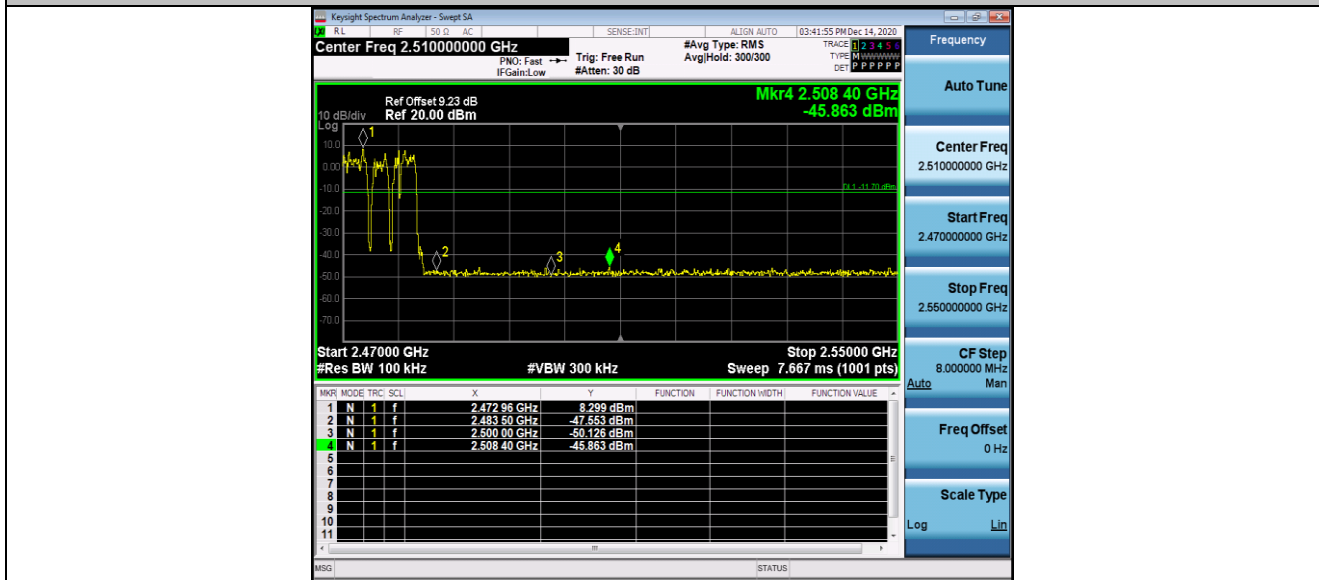 Keysight Spectrum Analyzer - Swept SA
RL RF 50 Ω AC SENSE:INT ALIGN AUTO 03:41:55 PM Dec 14, 2020
Center Freq 2.510000000 GHz
PNO: Fast
IFGain:Low
Trig: Free Run
#Atten: 30 dB
#Avg Type: RMS
Avg|Hold: 300/300
TRACE 1 2 3 4 5 6
TYPE M WWWWW
DET P P P P P P
Mkr4 2.508 40 GHz
-45.863 dBm
Ref Offset 9.23 dB
10 dB/div Ref 20.00 dBm
Log
10.0
0.00
-10.0
-20.0
-30.0
-40.0
-50.0
-60.0
-70.0
1
2
3
4
DL1 -11.70 dBm
Start 2.47000 GHz Stop 2.55000 GHz
#Res BW 100 kHz #VBW 300 kHz Sweep 7.667 ms (1001 pts)
MKR MODE TRC SCL X Y FUNCTION FUNCTION WIDTH FUNCTION VALUE
1 N 1 f 2.472 96 GHz 8.299 dBm
2 N 1 f 2.483 50 GHz -47.553 dBm
3 N 1 f 2.500 00 GHz -50.126 dBm
4 N 1 f 2.508 40 GHz -45.863 dBm
5
6
7
8
9
10
11
MSG STATUS
Frequency
Auto Tune
Center Freq
2.510000000 GHz
Start Freq
2.470000000 GHz
Stop Freq
2.550000000 GHz
CF Step
8.000000 MHz
Auto Man
Freq Offset
0 Hz
Scale Type
Log Lin